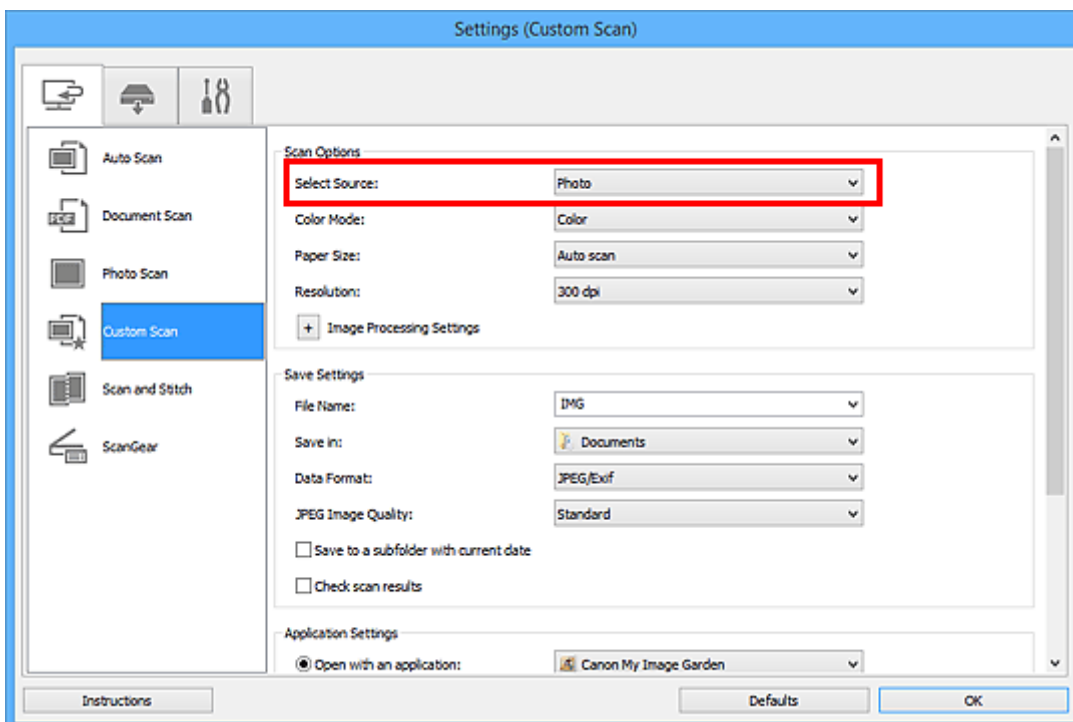 Settings (Custom Scan)
Auto Scan
Document Scan
Photo Scan
Custom Scan
Scan and Stitch
ScanGear
Scan Options
Select Source: Photo
Color Mode: Color
Paper Size: Auto scan
Resolution: 300 dpi
+ Image Processing Settings
Save Settings
File Name: IMG
Save in: Documents
Data Format: JPEG/Exif
JPEG Image Quality: Standard
Save to a subfolder with current date
Check scan results
Application Settings
Open with an application: Canon My Image Garden
Instructions Defaults OK